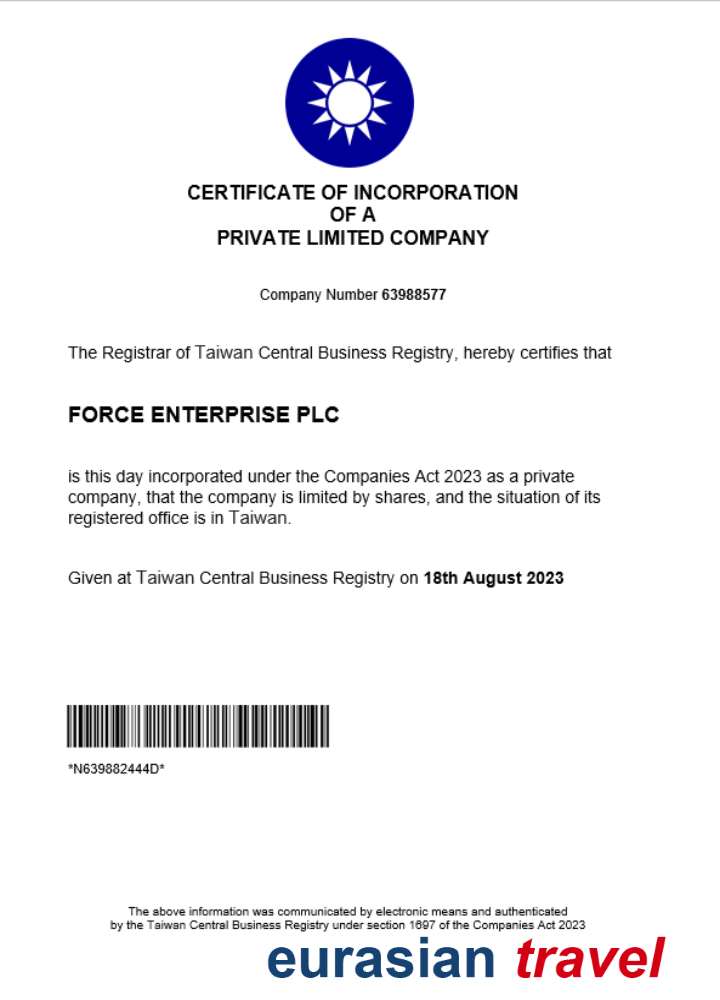 CERTIFICATE OF INCORPORATION
OF A
PRIVATE LIMITED COMPANY
Company Number 63988577
The Registrar of Taiwan Central Business Registry, hereby certifies that
FORCE ENTERPRISE PLC
is this day incorporated under the Companies Act 2023 as a private
company, that the company is limited by shares, and the situation of its
registered office is in Taiwan.
Given at Taiwan Central Business Registry on 18th August 2023
*N639882444D*
The above information was communicated by electronic means and authenticated
by the Taiwan Central Business Registry under section 1697 of the Companies Act 2023
eurasian travel